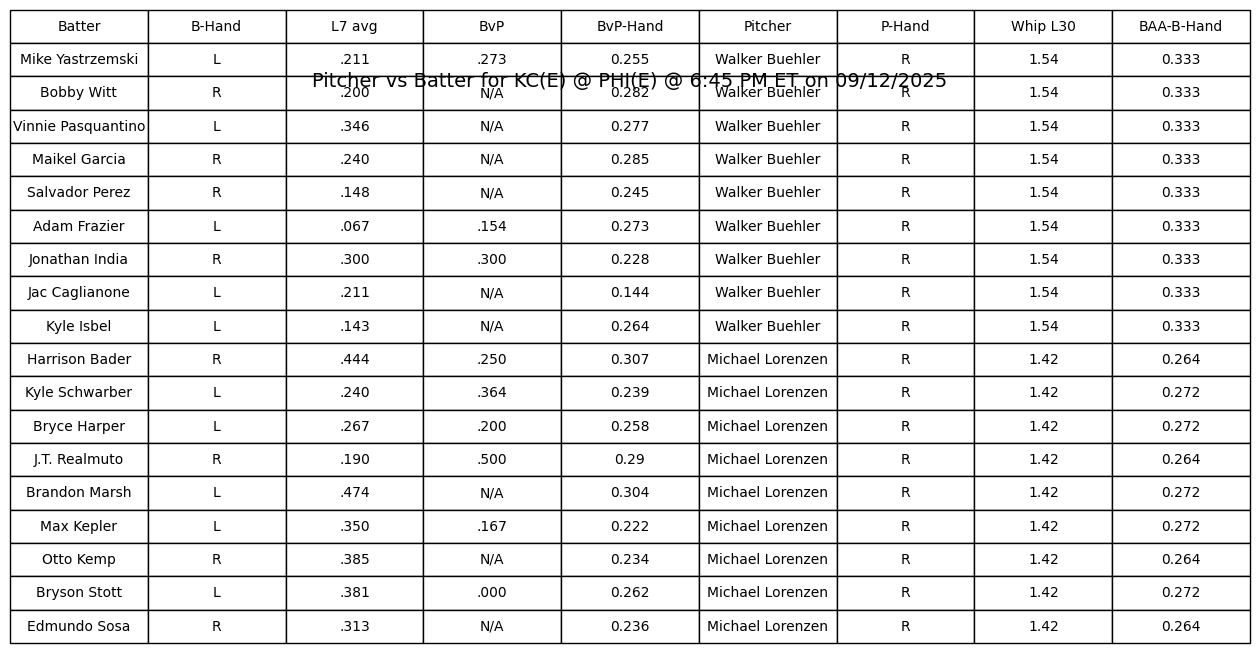 Batter B-Hand L7 avg BvP BvP-Hand Pitcher P-Hand Whip L30 BAA-B-Hand
Mike Yastrzemski L .211 .273 0.255 Walker Buehler R 1.54 0.333
Pitcher vs Batter for KC(E) @ PHI(E) @ 6:45 PM ET on 09/12/2025
Bobby Witt R .200 N/A 0.282 Walker Buehler R 1.54 0.333
Vinnie Pasquantino L .346 N/A 0.277 Walker Buehler R 1.54 0.333
Maikel Garcia R .240 N/A 0.285 Walker Buehler R 1.54 0.333
Salvador Perez R .148 N/A 0.245 Walker Buehler R 1.54 0.333
Adam Frazier L .067 .154 0.273 Walker Buehler R 1.54 0.333
Jonathan India R .300 .300 0.228 Walker Buehler R 1.54 0.333
Jac Caglianone L .211 N/A 0.144 Walker Buehler R 1.54 0.333
Kyle Isbel L .143 N/A 0.264 Walker Buehler R 1.54 0.333
Harrison Bader R .444 .250 0.307 Michael Lorenzen R 1.42 0.264
Kyle Schwarber L .240 .364 0.239 Michael Lorenzen R 1.42 0.272
Bryce Harper L .267 .200 0.258 Michael Lorenzen R 1.42 0.272
J.T. Realmuto R .190 .500 0.29 Michael Lorenzen R 1.42 0.264
Brandon Marsh L .474 N/A 0.304 Michael Lorenzen R 1.42 0.272
Max Kepler L .350 .167 0.222 Michael Lorenzen R 1.42 0.272
Otto Kemp R .385 N/A 0.234 Michael Lorenzen R 1.42 0.264
Bryson Stott L .381 .000 0.262 Michael Lorenzen R 1.42 0.272
Edmundo Sosa R .313 N/A 0.236 Michael Lorenzen R 1.42 0.264